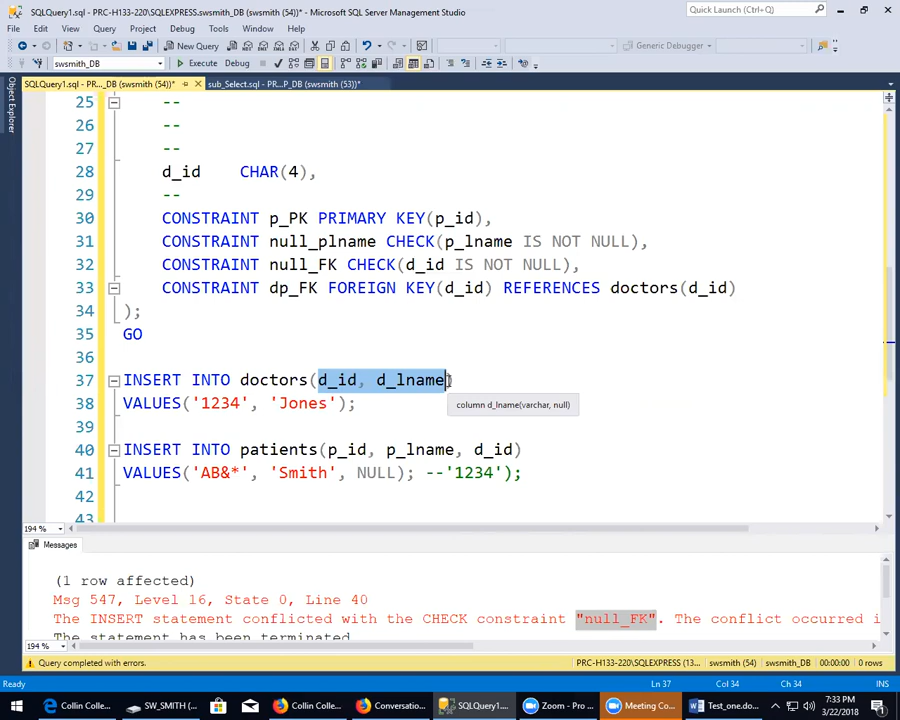 SQLQuery1.sql - PRC-H133-220\SQLEXPRESS.swsmith_DB (swsmith (54))* - Microsoft SQL Server Management Studio
Quick Launch (Ctrl+Q)
File Edit View Query Project Debug Tools Window Help
New Query
Generic Debugger
swsmith_DB
Execute Debug
SQLQuery1.sql - PR..._DB (swsmith (54))*
sub_Select.sql - PR...P_DB (swsmith (53))*
Object Explorer
25 --
26 --
27 --
28 d_id CHAR(4),
29 --
30 CONSTRAINT p_PK PRIMARY KEY(p_id),
31 CONSTRAINT null_plname CHECK(p_lname IS NOT NULL),
32 CONSTRAINT null_FK CHECK(d_id IS NOT NULL),
33 CONSTRAINT dp_FK FOREIGN KEY(d_id) REFERENCES doctors(d_id)
34 );
35 GO
36
37 INSERT INTO doctors(d_id, d_lname)
38 VALUES('1234', 'Jones');
column d_lname(varchar, null)
39
40 INSERT INTO patients(p_id, p_lname, d_id)
41 VALUES('AB&*', 'Smith', NULL); --'1234');
42
43
194 %
Messages
(1 row affected)
Msg 547, Level 16, State 0, Line 40
The INSERT statement conflicted with the CHECK constraint "null_FK". The conflict occurred i
The statement has been terminated
194 %
Query completed with errors.
PRC-H133-220\SQLEXPRESS (13... swsmith (54) swsmith_DB 00:00:00 0 rows
Ready
Ln 37 Col 34 Ch 34 INS
Collin Colle... SW_SMITH (... Collin Colle... Conversatio... SQLQuery1.... Zoom - Pro ... Meeting Co... Test_one.do...
7:33 PM
3/22/2018